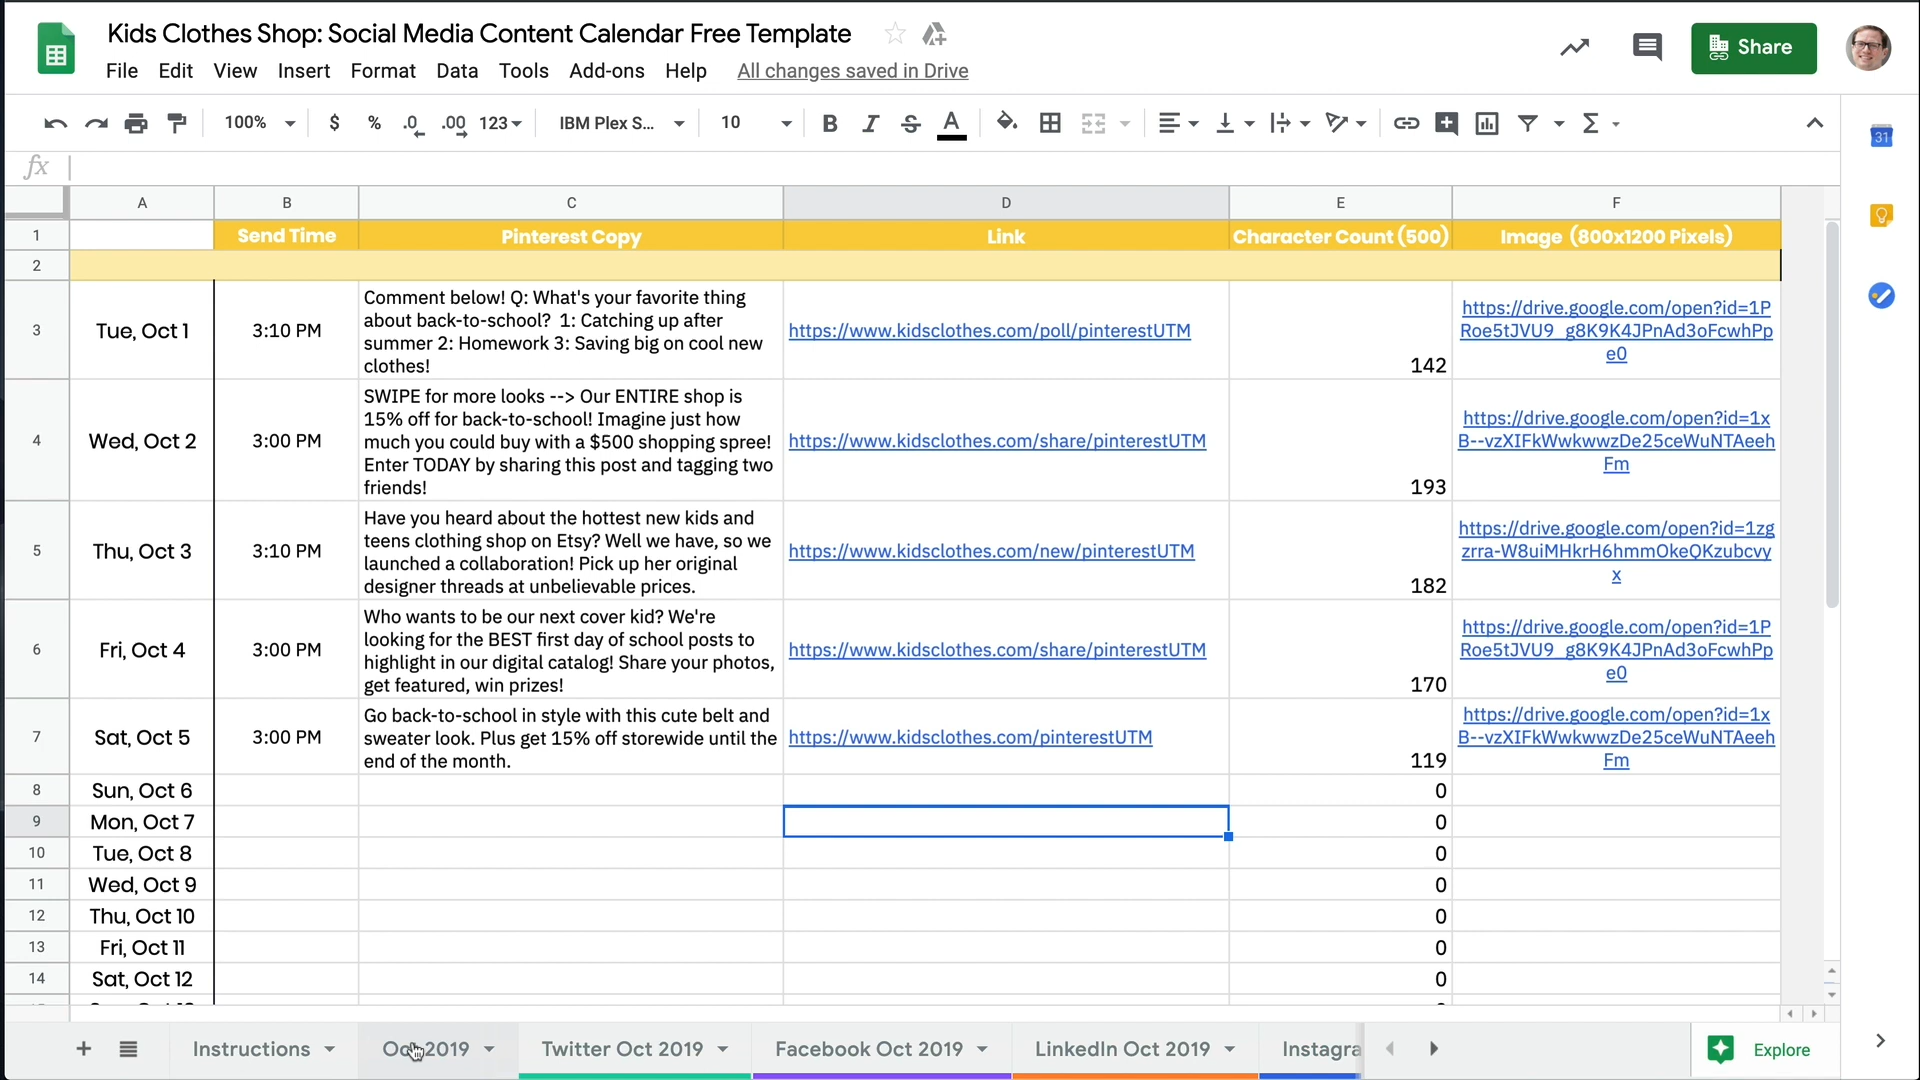 Kids Clothes Shop: Social Media Content Calendar Free Template
File Edit View Insert Format Data Tools Add-ons Help All changes saved in Drive
Share
100% $ % .0 .00 123 IBM Plex S... 10 B I S A
31
fx
A B C D E F
1 Send Time Pinterest Copy Link Character Count (500) Image (800x1200 Pixels)
2
3 Tue, Oct 1 3:10 PM
Comment below! Q: What's your favorite thing
about back-to-school? 1: Catching up after
summer 2: Homework 3: Saving big on cool new
clothes!
https://www.kidsclothes.com/poll/pinterestUTM
142
https://drive.google.com/open?id=1P
Roe5tJVU9_g8K9K4JPnAd3oFcwhPp
e0
4 Wed, Oct 2 3:00 PM
SWIPE for more looks --> Our ENTIRE shop is
15% off for back-to-school! Imagine just how
much you could buy with a $500 shopping spree!
Enter TODAY by sharing this post and tagging two
friends!
https://www.kidsclothes.com/share/pinterestUTM
193
https://drive.google.com/open?id=1x
B--vzXIFkWwkwwzDe25ceWuNTAeeh
Fm
5 Thu, Oct 3 3:10 PM
Have you heard about the hottest new kids and
teens clothing shop on Etsy? Well we have, so we
launched a collaboration! Pick up her original
designer threads at unbelievable prices.
https://www.kidsclothes.com/new/pinterestUTM
182
https://drive.google.com/open?id=1zg
zrra-W8uiMHkrH6hmmOkeQKzubcvy
x
6 Fri, Oct 4 3:00 PM
Who wants to be our next cover kid? We're
looking for the BEST first day of school posts to
highlight in our digital catalog! Share your photos,
get featured, win prizes!
https://www.kidsclothes.com/share/pinterestUTM
170
https://drive.google.com/open?id=1P
Roe5tJVU9_g8K9K4JPnAd3oFcwhPp
e0
7 Sat, Oct 5 3:00 PM
Go back-to-school in style with this cute belt and
sweater look. Plus get 15% off storewide until the
end of the month.
https://www.kidsclothes.com/pinterestUTM
119
https://drive.google.com/open?id=1x
B--vzXIFkWwkwwzDe25ceWuNTAeeh
Fm
8 Sun, Oct 6 0
9 Mon, Oct 7 0
10 Tue, Oct 8 0
11 Wed, Oct 9 0
12 Thu, Oct 10 0
13 Fri, Oct 11 0
14 Sat, Oct 12 0
Instructions Oct 2019 Twitter Oct 2019 Facebook Oct 2019 LinkedIn Oct 2019 Instagra Explore